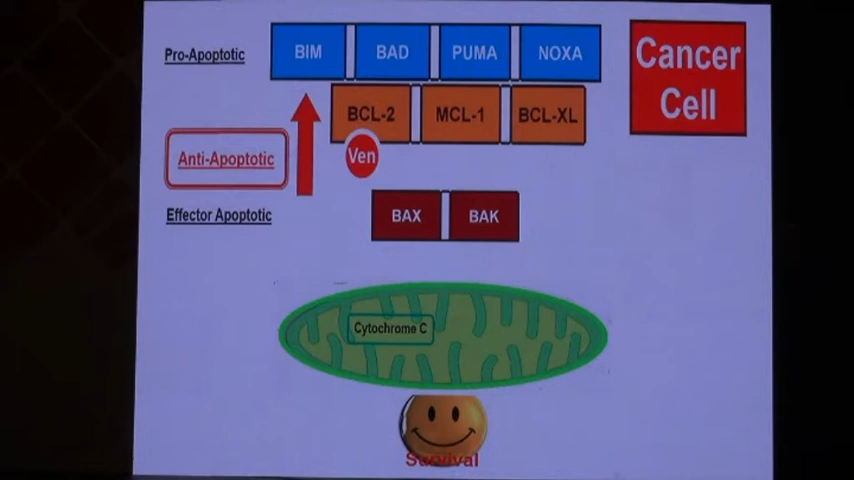 Pro-Apoptotic
BIM
BAD
PUMA
NOXA
Cancer
Cell
BCL-2
MCL-1
BCL-XL
Ven
Anti-Apoptotic
Effector Apoptotic
BAX
BAK
Cytochrome C
Survival